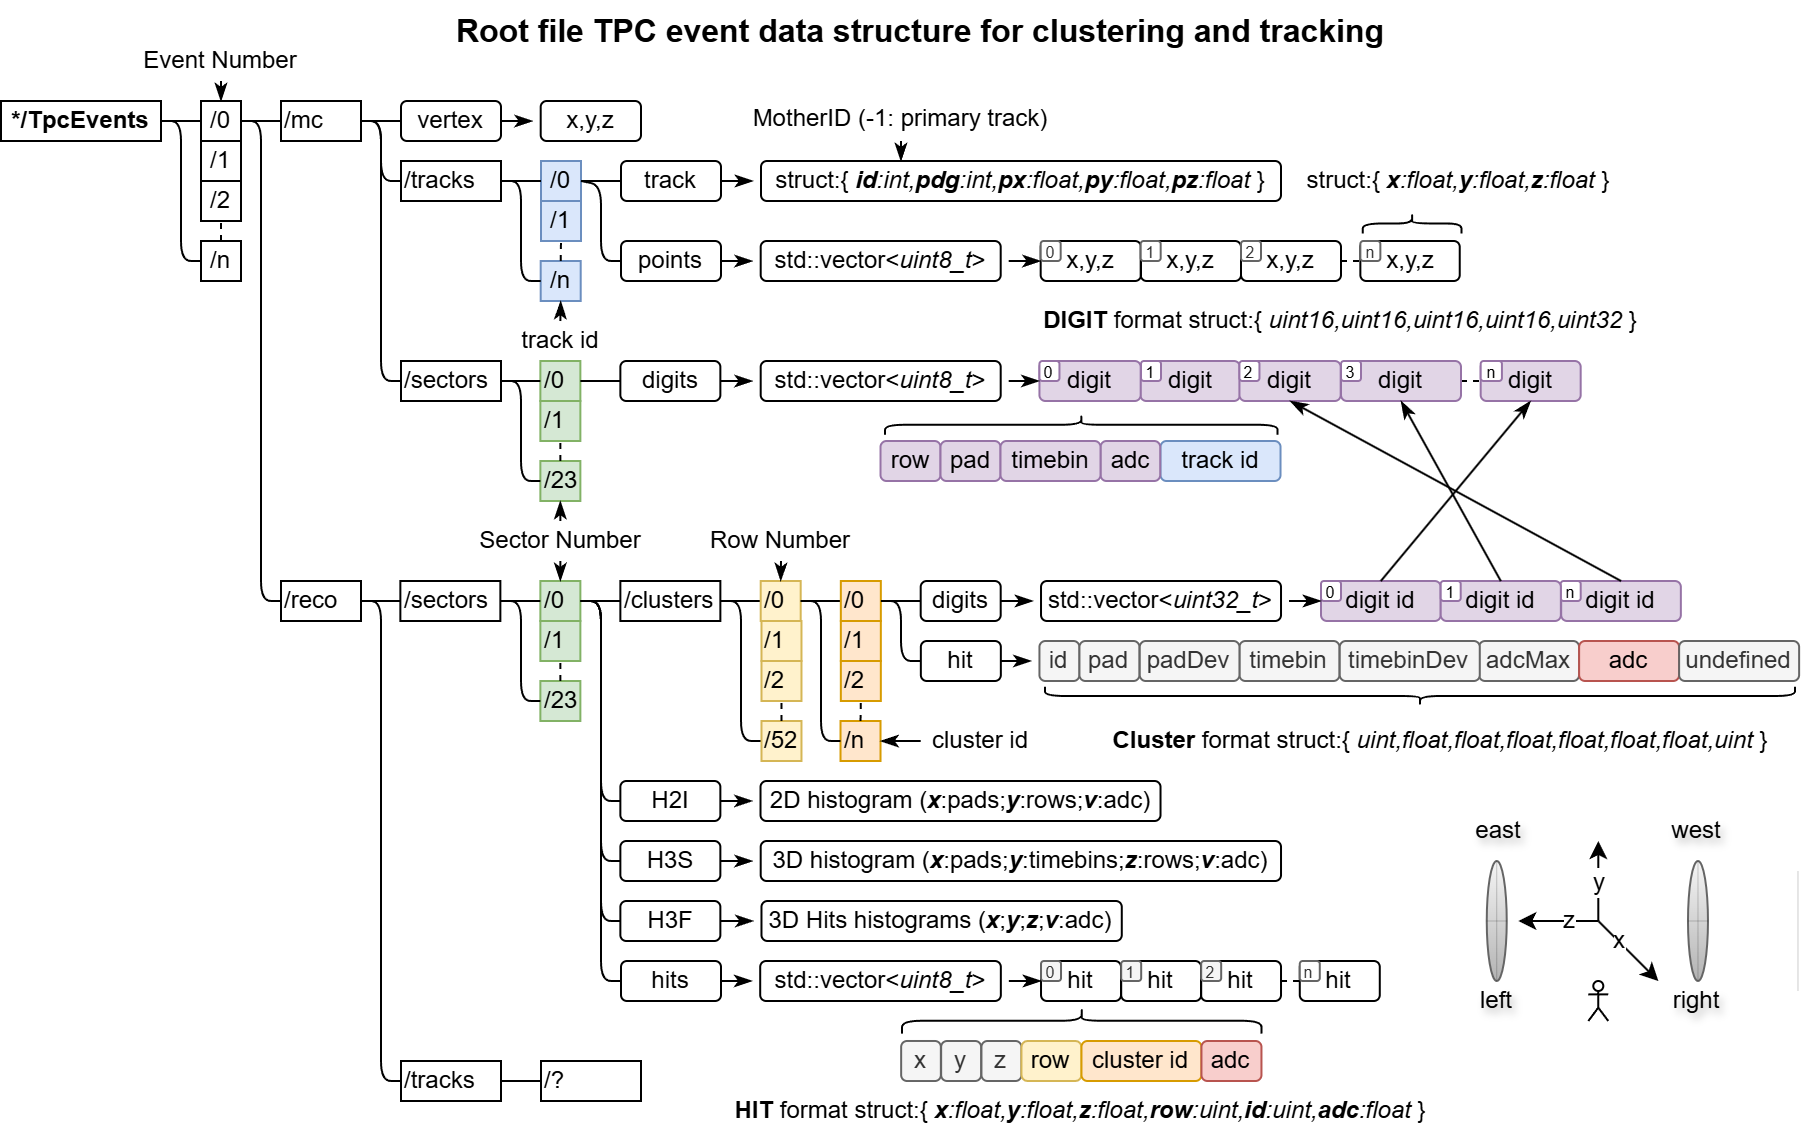 Root file TPC event data structure for clustering and tracking
Event Number
*/TpcEvents
/0
/1
/2
/n
/mc
vertex
x,y,z
MotherID (-1: primary track)
/tracks
/0
/1
/n
track id
track
struct:{ id:int,pdg:int,px:float,py:float,pz:float }
struct:{ x:float,y:float,z:float }
points
std::vector<uint8_t>
0 x,y,z
1 x,y,z
2 x,y,z
n x,y,z
DIGIT format struct:{ uint16,uint16,uint16,uint16,uint32 }
/sectors
/0
/1
/23
digits
std::vector<uint8_t>
0 digit
1 digit
2 digit
3 digit
n digit
row pad timebin adc track id
Sector Number
Row Number
/reco
/sectors
/0
/1
/23
/clusters
/0
/1
/2
/52
/0
/1
/2
/n
cluster id
digits
std::vector<uint32_t>
0 digit id
1 digit id
n digit id
hit
id pad padDev timebin timebinDev adcMax adc undefined
Cluster format struct:{ uint,float,float,float,float,float,float,uint }
H2I
2D histogram (x:pads;y:rows;v:adc)
H3S
3D histogram (x:pads;y:timebins;z:rows;v:adc)
H3F
3D Hits histograms (x;y;z;v:adc)
hits
std::vector<uint8_t>
0 hit
1 hit
2 hit
n hit
x y z row cluster id adc
HIT format struct:{ x:float,y:float,z:float,row:uint,id:uint,adc:float }
/tracks
/?
east
west
y
z
x
left
right